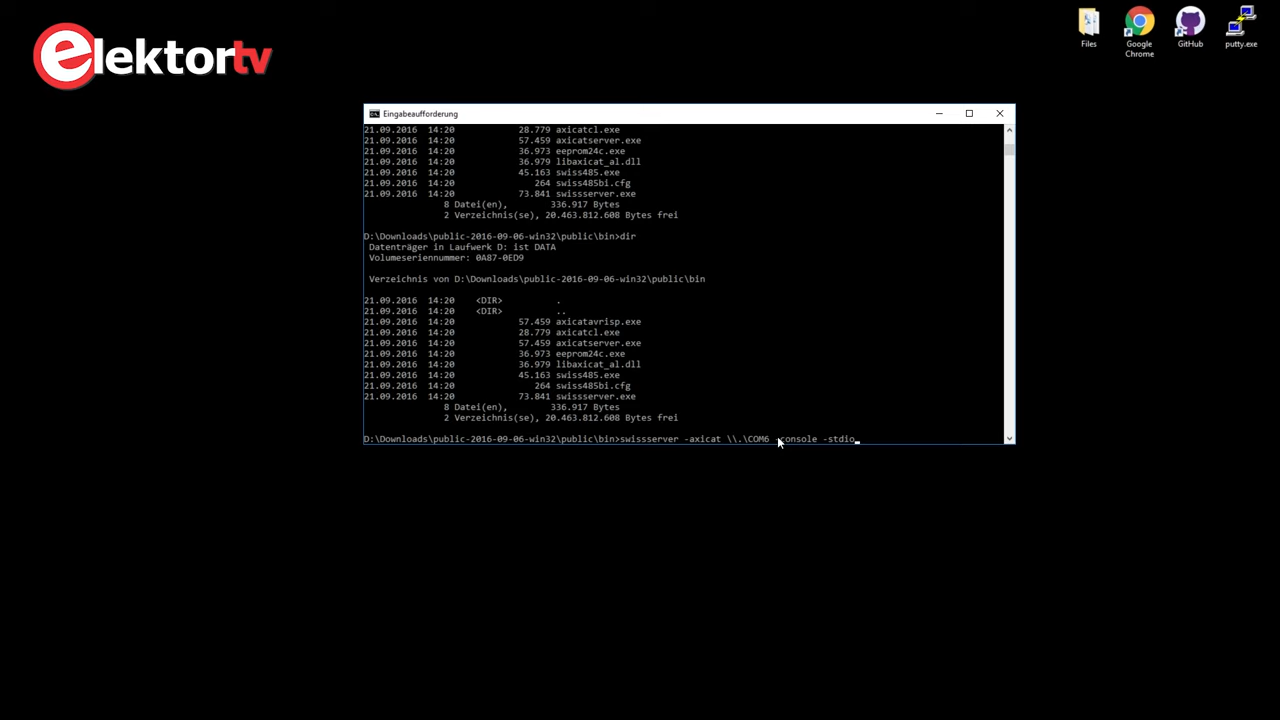 elektortv
Files
Google
Chrome
GitHub
putty.exe
Eingabeaufforderung
21.09.2016  14:20            28.779 axicatcl.exe
21.09.2016  14:20            57.459 axicatserver.exe
21.09.2016  14:20            36.973 eeprom24c.exe
21.09.2016  14:20            36.979 libaxicat_al.dll
21.09.2016  14:20            45.163 swiss485.exe
21.09.2016  14:20               264 swiss485bi.cfg
21.09.2016  14:20            73.841 swissserver.exe
               8 Datei(en),        336.917 Bytes
               2 Verzeichnis(se), 20.463.812.608 Bytes frei
D:\Downloads\public-2016-09-06-win32\public\bin>dir
 Datenträger in Laufwerk D: ist DATA
 Volumeseriennummer: 0A87-0ED9
 Verzeichnis von D:\Downloads\public-2016-09-06-win32\public\bin
21.09.2016  14:20    <DIR>          .
21.09.2016  14:20    <DIR>          ..
21.09.2016  14:20            57.459 axicatavrisp.exe
21.09.2016  14:20            28.779 axicatcl.exe
21.09.2016  14:20            57.459 axicatserver.exe
21.09.2016  14:20            36.973 eeprom24c.exe
21.09.2016  14:20            36.979 libaxicat_al.dll
21.09.2016  14:20            45.163 swiss485.exe
21.09.2016  14:20               264 swiss485bi.cfg
21.09.2016  14:20            73.841 swissserver.exe
               8 Datei(en),        336.917 Bytes
               2 Verzeichnis(se), 20.463.812.608 Bytes frei
D:\Downloads\public-2016-09-06-win32\public\bin>swissserver -axicat \\.\COM6 -console -stdio_